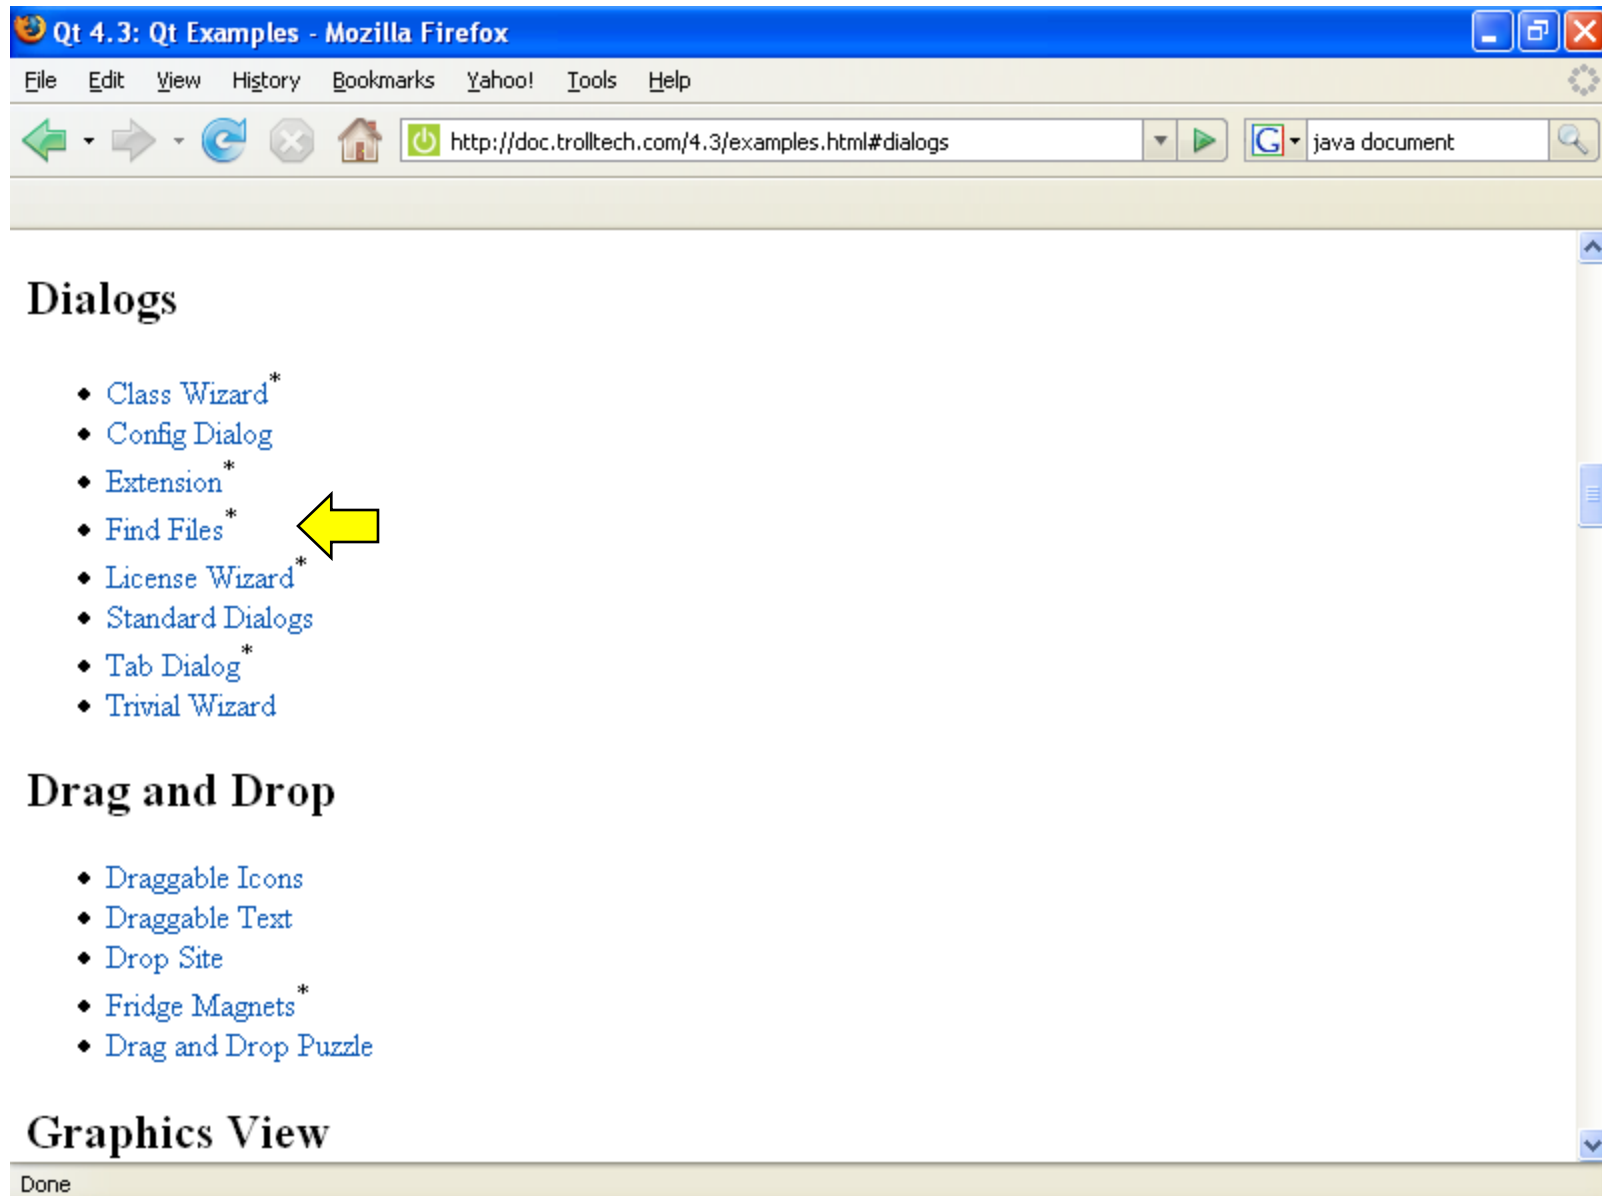 Qt 4.3: Qt Examples - Mozilla Firefox
File Edit View History Bookmarks Yahoo! Tools Help
http://doc.trolltech.com/4.3/examples.html#dialogs G java document
Dialogs
Class Wizard*
Config Dialog
Extension*
Find Files*
License Wizard*
Standard Dialogs
Tab Dialog*
Trivial Wizard
Drag and Drop
Draggable Icons
Draggable Text
Drop Site
Fridge Magnets*
Drag and Drop Puzzle
Graphics View
Done